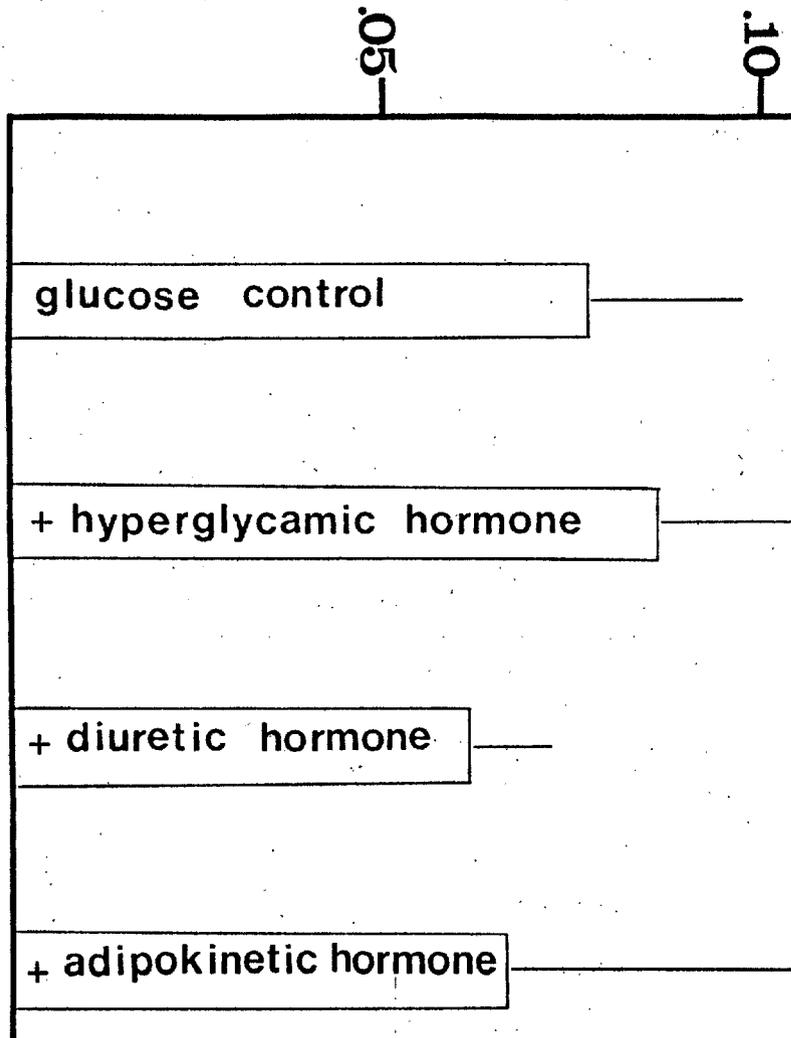 .05
.10
glucose control
+ hyperglycamic hormone
+ diuretic hormone
+ adipokinetic hormone